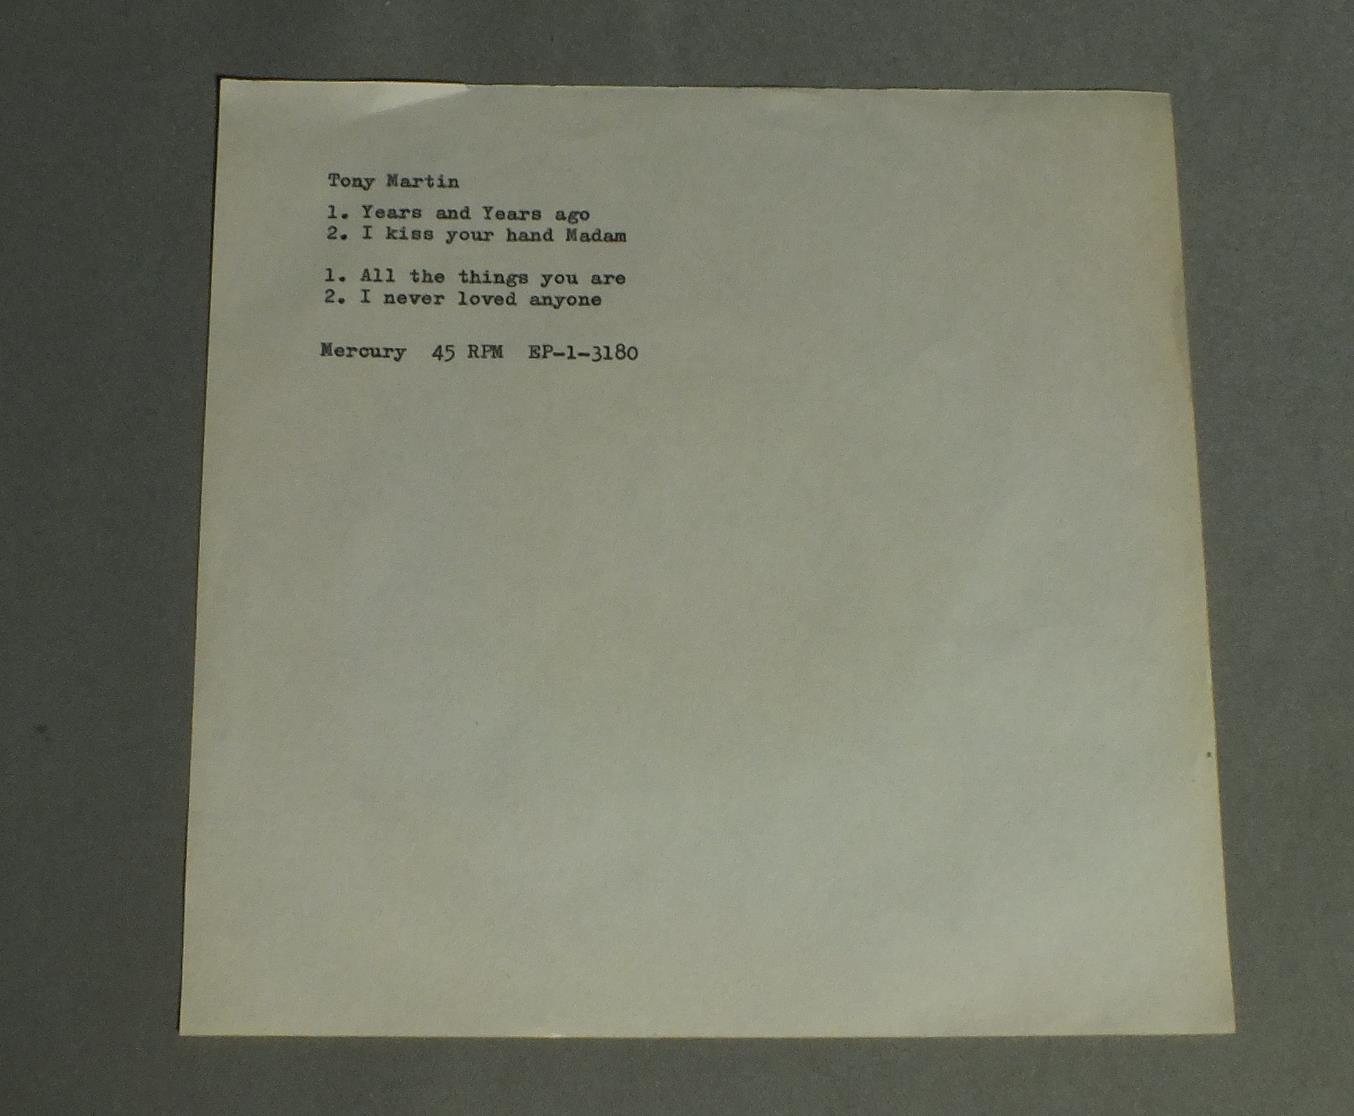 Tony Martin
1. Years and Years ago
2. I kiss your hand Madam
1. All the things you are
2. I never loved anyone
Mercury 45 RPM EP-1-3180